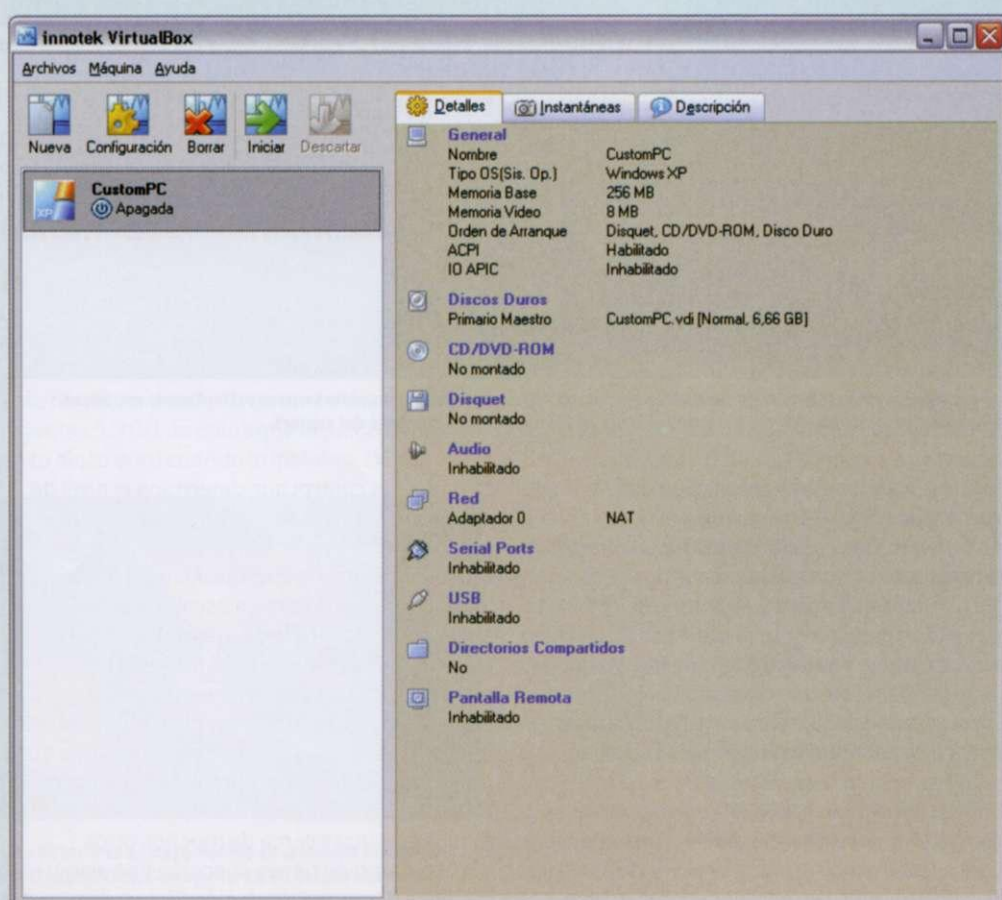 innotek VirtualBox
Archivos Máquina Ayuda
Nueva Configuración Borrar Iniciar Descartar
CustomPC
Apagada
Detalles Instantáneas Descripción
General
Nombre CustomPC
Tipo OS(Sis. Op.) Windows XP
Memoria Base 256 MB
Memoria Video 8 MB
Orden de Arranque Disquet, CD/DVD-ROM, Disco Duro
ACPI Habilitado
IO APIC Inhabilitado
Discos Duros
Primario Maestro CustomPC.vdi [Normal, 6,66 GB]
CD/DVD-ROM
No montado
Disquet
No montado
Audio
Inhabilitado
Red
Adaptador 0 NAT
Serial Ports
Inhabilitado
USB
Inhabilitado
Directorios Compartidos
No
Pantalla Remota
Inhabilitado